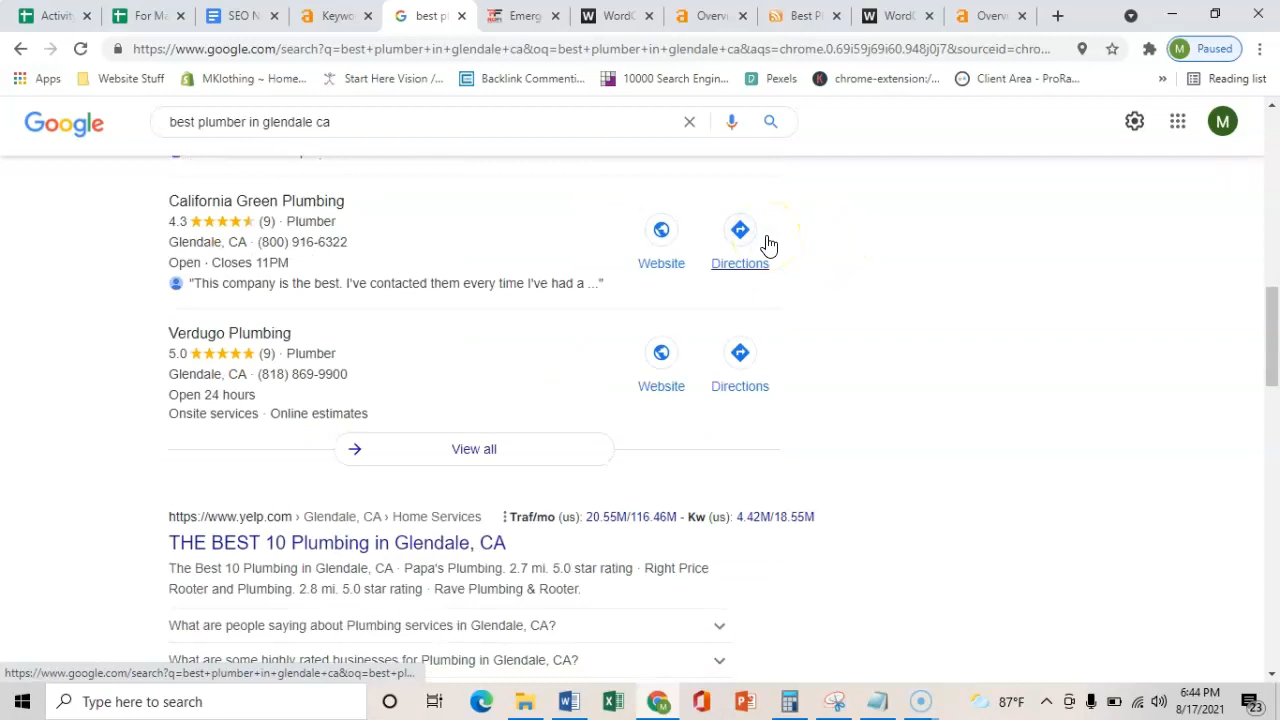 Activit
For Me
SEO N
Keywo
best pl
Emerg
WordC
Overvi
Best P
WordL
Overvi
https://www.google.com/search?q=best+plumber+in+glendale+ca&oq=best+plumber+in+glendale+ca&aqs=chrome.0.69i59j69i60.948j0j7&sourceid=chro...
M Paused
Apps
Website Stuff
MKlothing ~ Home...
Start Here Vision /...
Backlink Commenti...
10000 Search Engin...
Pexels
chrome-extension:/...
Client Area - ProRa...
»
Reading list
Google
best plumber in glendale ca
M
California Green Plumbing
4.3 (9) · Plumber
Glendale, CA · (800) 916-6322
Open · Closes 11PM
"This company is the best. I've contacted them every time I've had a ..."
Website
Directions
Verdugo Plumbing
5.0 (9) · Plumber
Glendale, CA · (818) 869-9900
Open 24 hours
Onsite services · Online estimates
Website
Directions
View all
https://www.yelp.com › Glendale, CA › Home Services
Traf/mo (us): 20.55M/116.46M - Kw (us): 4.42M/18.55M
THE BEST 10 Plumbing in Glendale, CA
The Best 10 Plumbing in Glendale, CA · Papa's Plumbing. 2.7 mi. 5.0 star rating · Right Price
Rooter and Plumbing. 2.8 mi. 5.0 star rating · Rave Plumbing & Rooter.
What are people saying about Plumbing services in Glendale, CA?
What are some highly rated businesses for Plumbing in Glendale, CA?
https://www.google.com/search?q=best+plumber+in+glendale+ca&oq=best+pl...
Type here to search
87°F
6:44 PM
8/17/2021
23